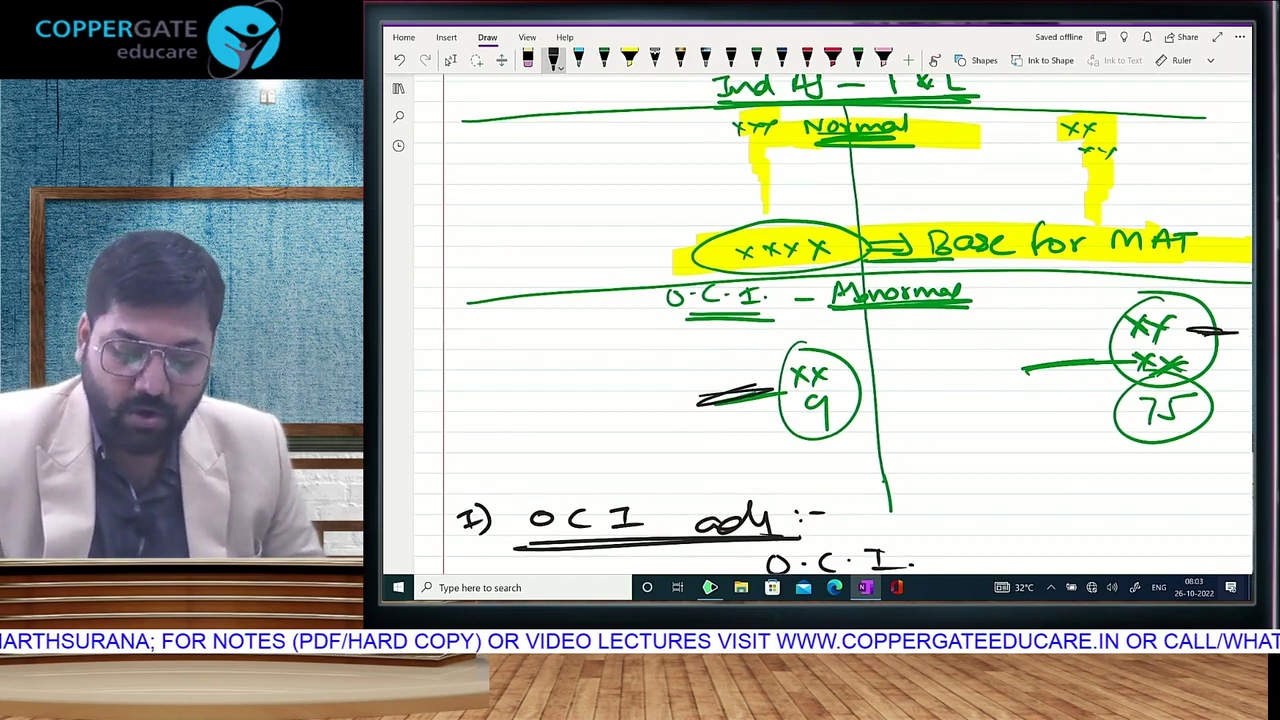 COPPERGATE
educare
Home Insert Draw View Help
Saved offline
Share
Shapes
Ink to Shape
Ink to Text
Ruler
Ind AS - P & L
xxx Normal xx
xx
xxxx ⇒ Base for MAT
O.C.I. - Abnormal
xx
xx
xx
9
75
I) OCI adj :-
O.C.I.
Type here to search
32°C
ENG
08:03
26-10-2022
HARTHSURANA; FOR NOTES (PDF/HARD COPY) OR VIDEO LECTURES VISIT WWW.COPPERGATEEDUCARE.IN OR CALL/WHAT